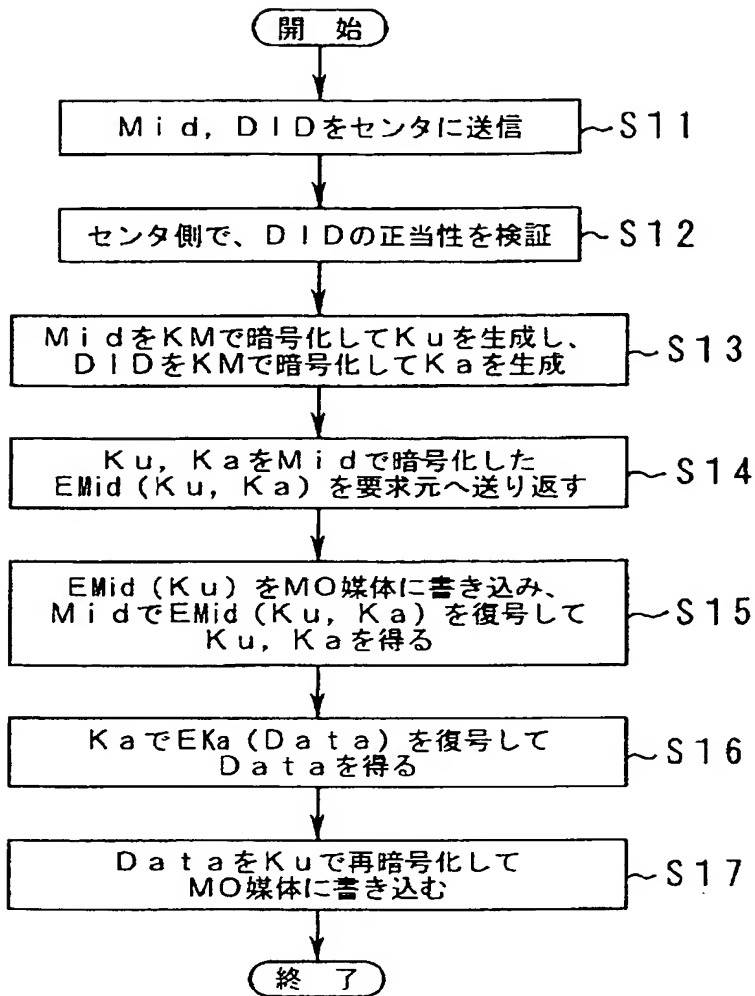 開 始
Mid, DIDをセンタに送信 ~S11
センタ側で、DIDの正当性を検証 ~S12
MidをKMで暗号化してKuを生成し、
DIDをKMで暗号化してKaを生成 ~S13
Ku, KaをMidで暗号化した
EMid (Ku, Ka) を要求元へ送り返す ~S14
EMid (Ku) をMO媒体に書き込み、
MidでEMid (Ku, Ka) を復号して
Ku, Kaを得る ~S15
KaでEKa (Data) を復号して
Dataを得る ~S16
DataをKuで再暗号化して
MO媒体に書き込む ~S17
終 了